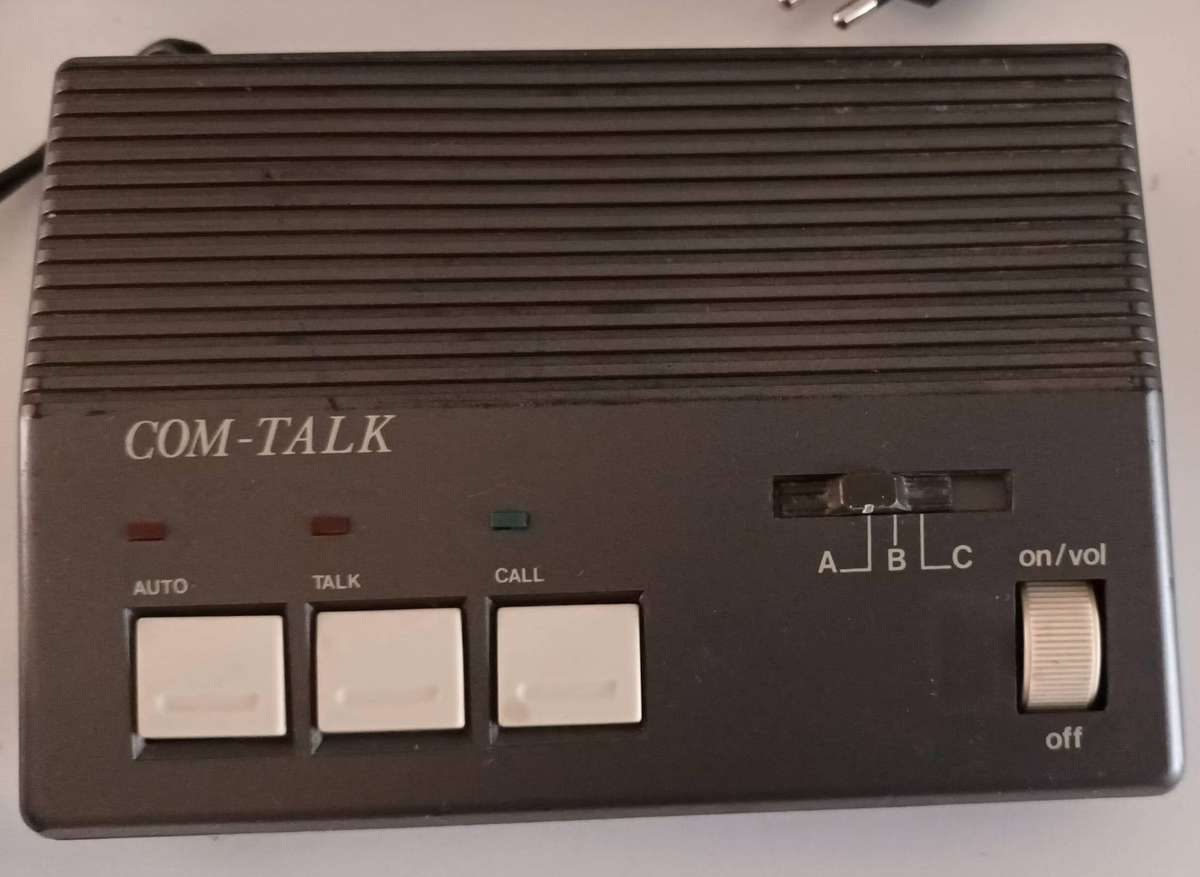 COM-TALK
AUTO
TALK
CALL
A B C
on/vol
off